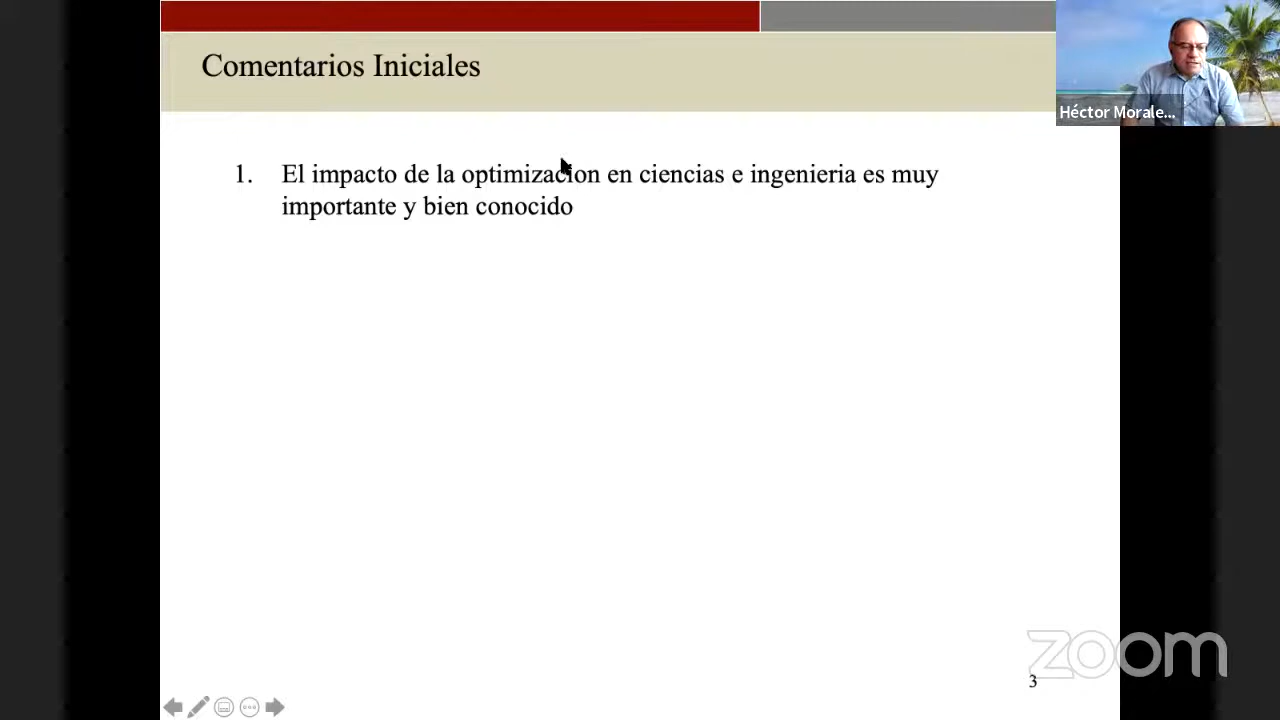 Comentarios Iniciales
Héctor Morale...
1. El impacto de la optimizacion en ciencias e ingenieria es muy
importante y bien conocido
zoom
3